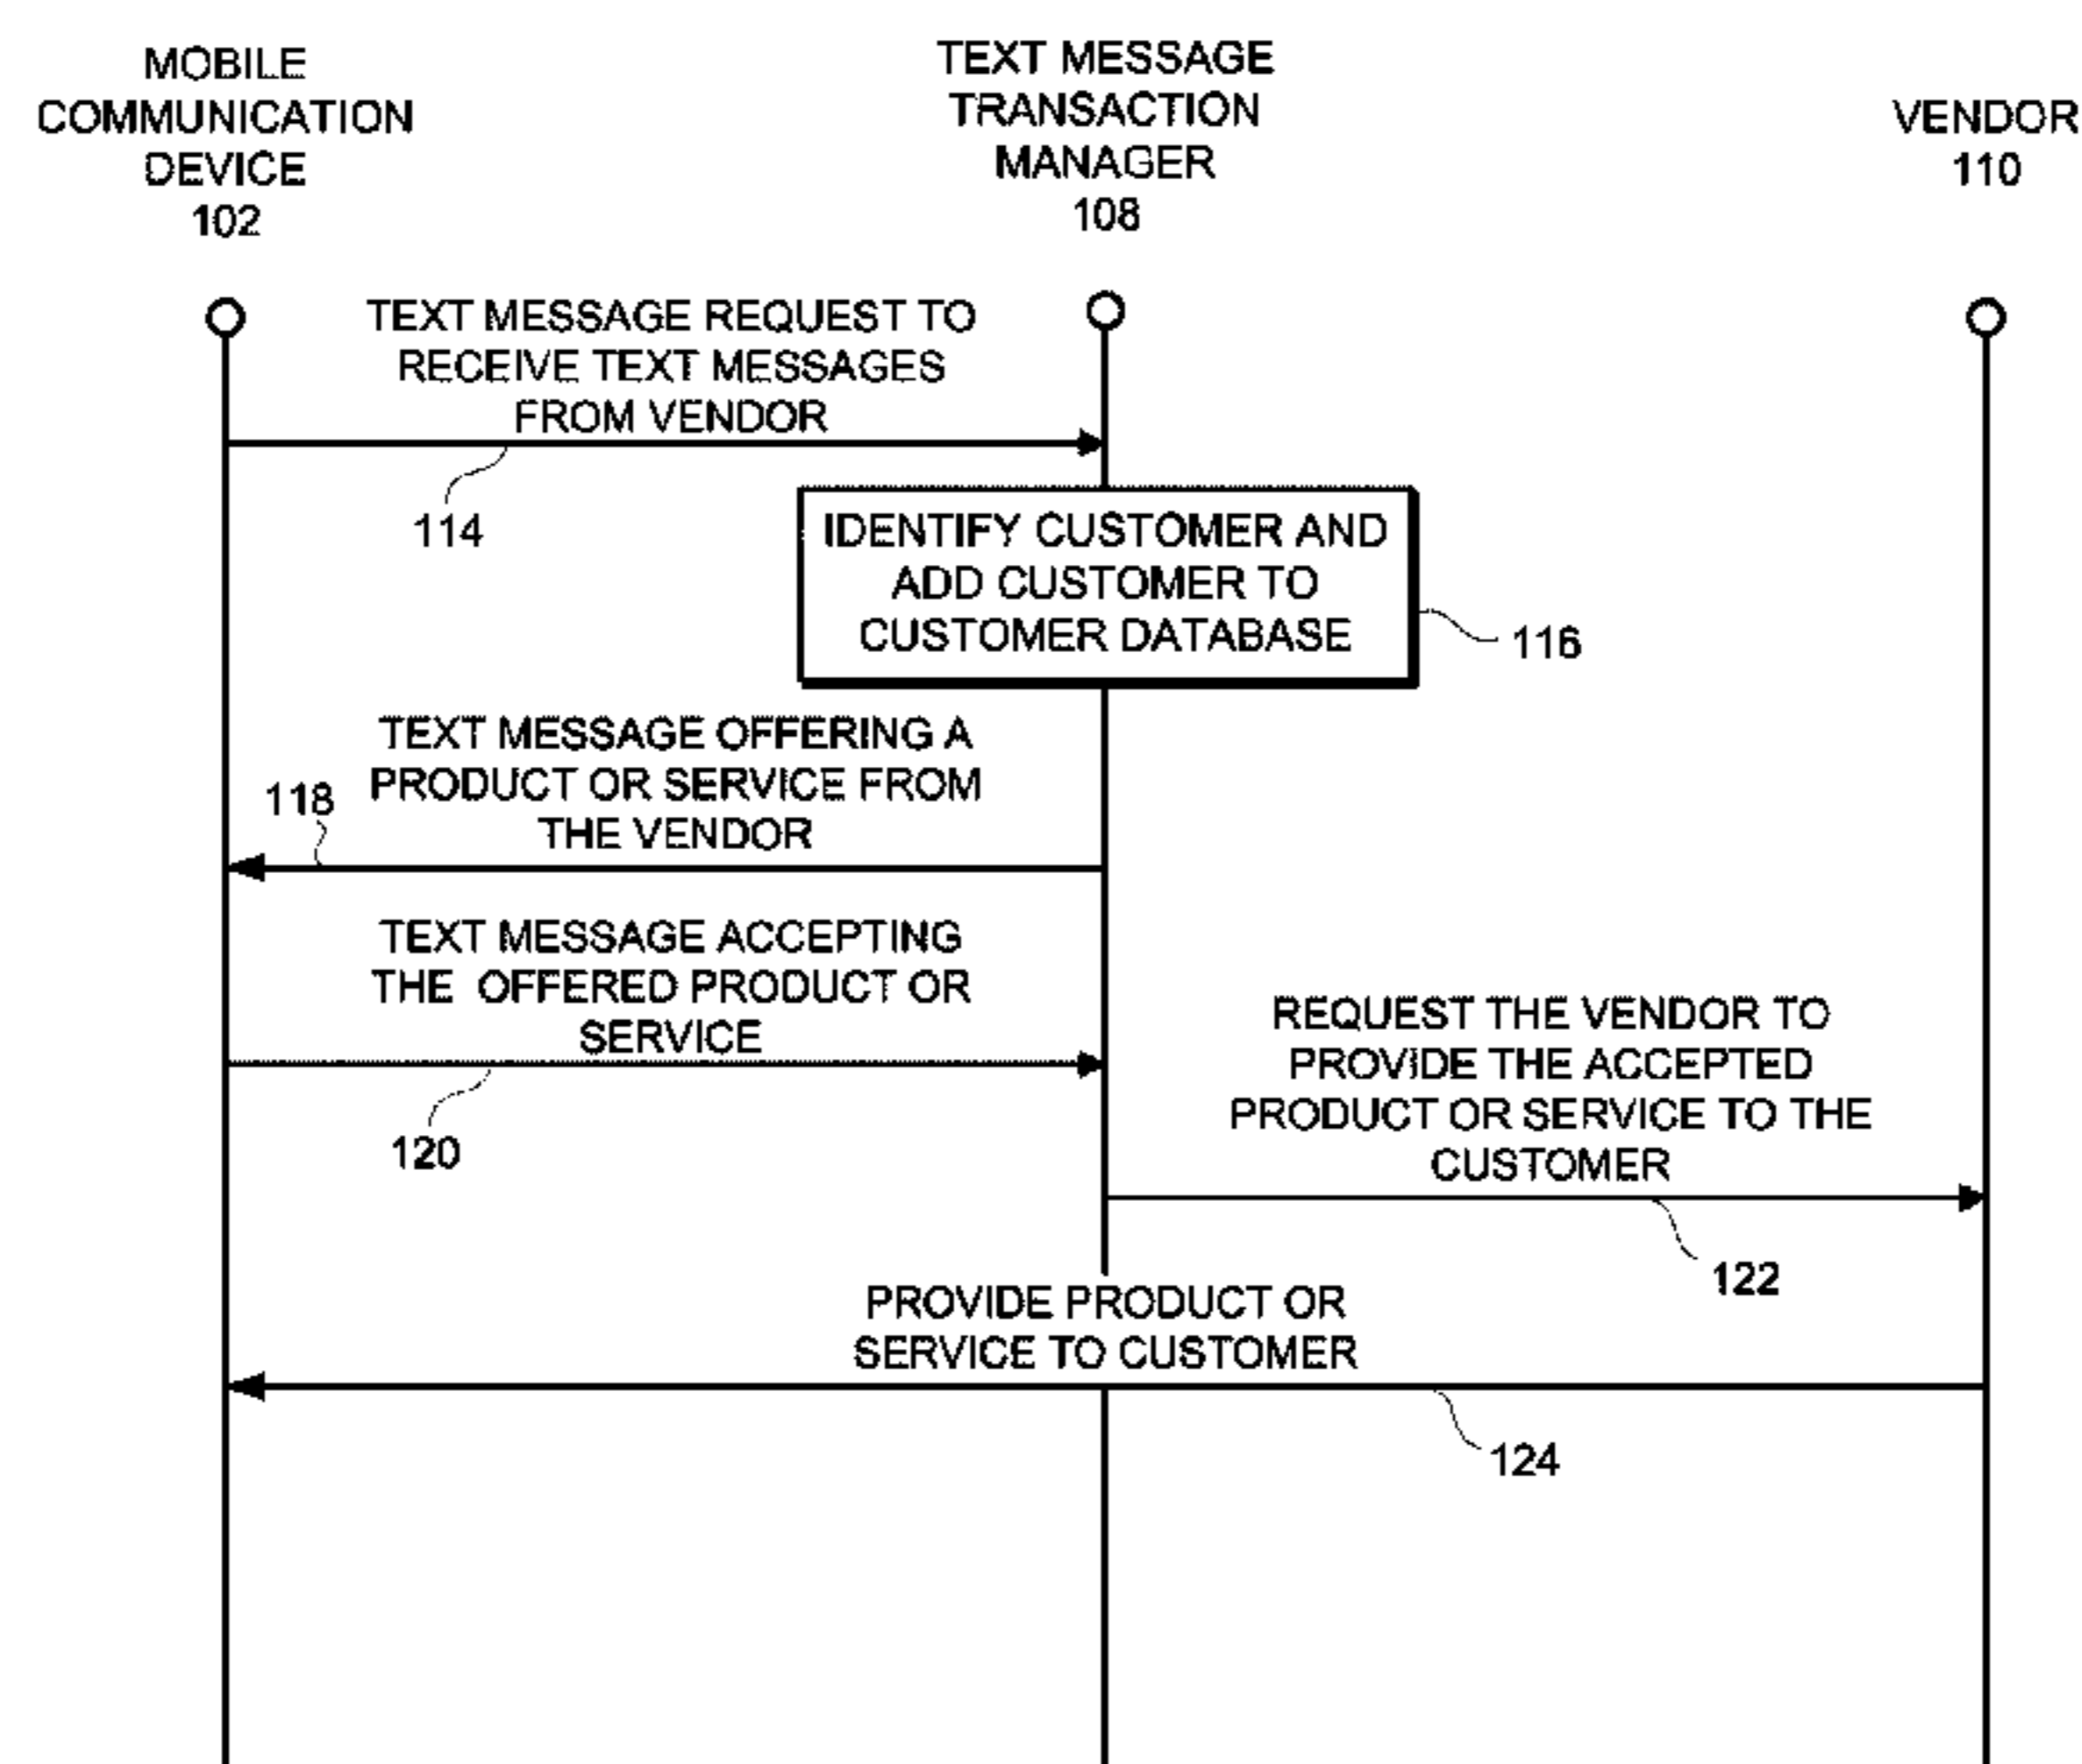 MOBILE
COMMUNICATION
DEVICE
102
TEXT MESSAGE
TRANSACTION
MANAGER
108
VENDOR
110
TEXT MESSAGE REQUEST TO
RECEIVE TEXT MESSAGES
FROM VENDOR
114
IDENTIFY CUSTOMER AND
ADD CUSTOMER TO
CUSTOMER DATABASE
116
TEXT MESSAGE OFFERING A
PRODUCT OR SERVICE FROM
THE VENDOR
118
TEXT MESSAGE ACCEPTING
THE OFFERED PRODUCT OR
SERVICE
120
REQUEST THE VENDOR TO
PROVIDE THE ACCEPTED
PRODUCT OR SERVICE TO THE
CUSTOMER
122
PROVIDE PRODUCT OR
SERVICE TO CUSTOMER
124